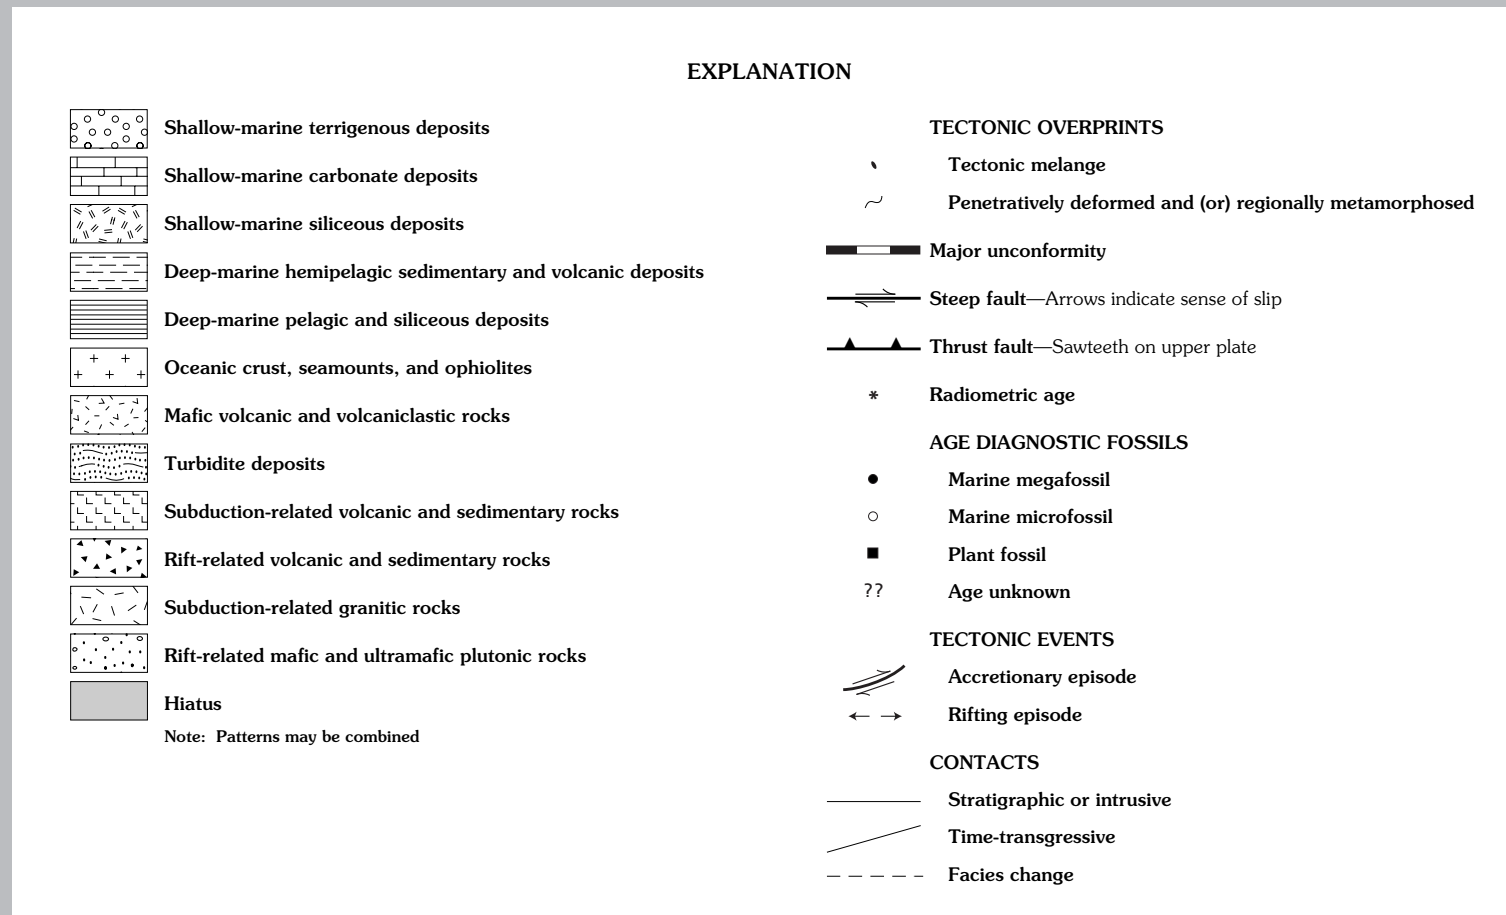 EXPLANATION
Shallow-marine terrigenous deposits
Shallow-marine carbonate deposits
Shallow-marine siliceous deposits
Deep-marine hemipelagic sedimentary and volcanic deposits
Deep-marine pelagic and siliceous deposits
Oceanic crust, seamounts, and ophiolites
Mafic volcanic and volcaniclastic rocks
Turbidite deposits
Subduction-related volcanic and sedimentary rocks
Rift-related volcanic and sedimentary rocks
Subduction-related granitic rocks
Rift-related mafic and ultramafic plutonic rocks
Hiatus
Note: Patterns may be combined
TECTONIC OVERPRINTS
Tectonic melange
Penetratively deformed and (or) regionally metamorphosed
Major unconformity
Steep fault—Arrows indicate sense of slip
Thrust fault—Sawteeth on upper plate
* Radiometric age
AGE DIAGNOSTIC FOSSILS
Marine megafossil
Marine microfossil
Plant fossil
?? Age unknown
TECTONIC EVENTS
Accretionary episode
Rifting episode
CONTACTS
Stratigraphic or intrusive
Time-transgressive
Facies change